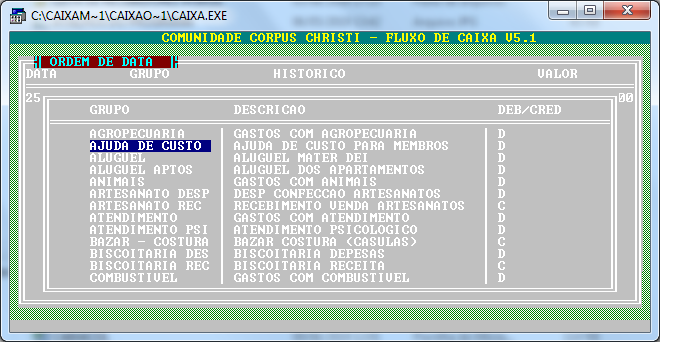 C:\CAIXAM~1\CAIXAO~1\CAIXA.EXE
COMUNIDADE CORPUS CHRISTI - FLUXO DE CAIXA V5.1
ORDEM DE DATA
DATA GRUPO HISTORICO VALOR
25 00
GRUPO DESCRICAO DEB/CRED
AGROPECUARIA GASTOS COM AGROPECUARIA D
AJUDA DE CUSTO AJUDA DE CUSTO PARA MEMBROS D
ALUGUEL ALUGUEL MATER DEI D
ALUGUEL APTOS ALUGUEL DOS APARTAMENTOS D
ANIMAIS GASTOS COM ANIMAIS D
ARTESANATO DESP DESP CONFECCAO ARTESANATOS D
ARTESANATO REC RECEBIMENTO VENDA ARTESANATOS C
ATENDIMENTO GASTOS COM ATENDIMENTO D
ATENDIMENTO PSI ATENDIMENTO PSICOLOGICO D
BAZAR - COSTURA BAZAR COSTURA (CASULAS) C
BISCOITARIA DES BISCOITARIA DEPESAS D
BISCOITARIA REC BISCOITARIA RECEITA C
COMBUSTIVEL GASTOS COM COMBUSTIVEL D